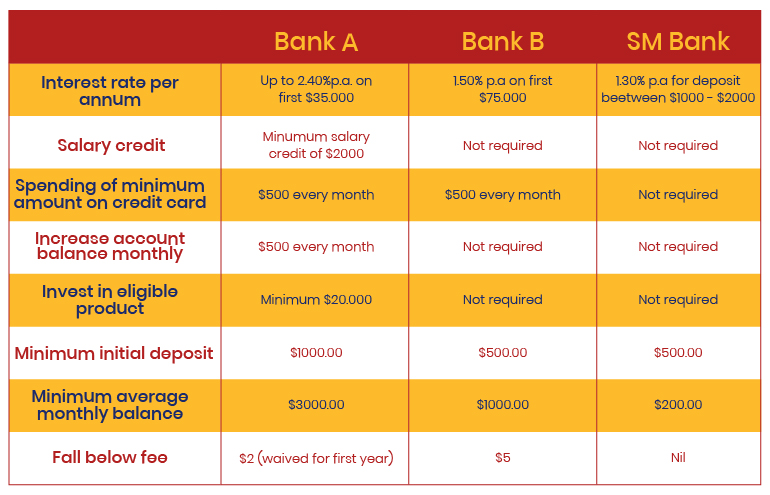 Bank A Bank B SM Bank
Interest rate per
annum
Up to 2.40%p.a. on
first $35.000
1.50% p.a on first
$75.000
1.30% p.a for deposit
beetween $1000 - $2000
Salary credit
Minumum salary
credit of $2000
Not required
Not required
Spending of minimum
amount on credit card
$500 every month
$500 every month
Not required
Increase account
balance monthly
$500 every month
Not required
Not required
Invest in eligible
product
Minimum $20.000
Not required
Not required
Minimum initial deposit
$1000.00
$500.00
$500.00
Minimum average
monthly balance
$3000.00
$1000.00
$200.00
Fall below fee
$2 (waived for first year)
$5
Nil